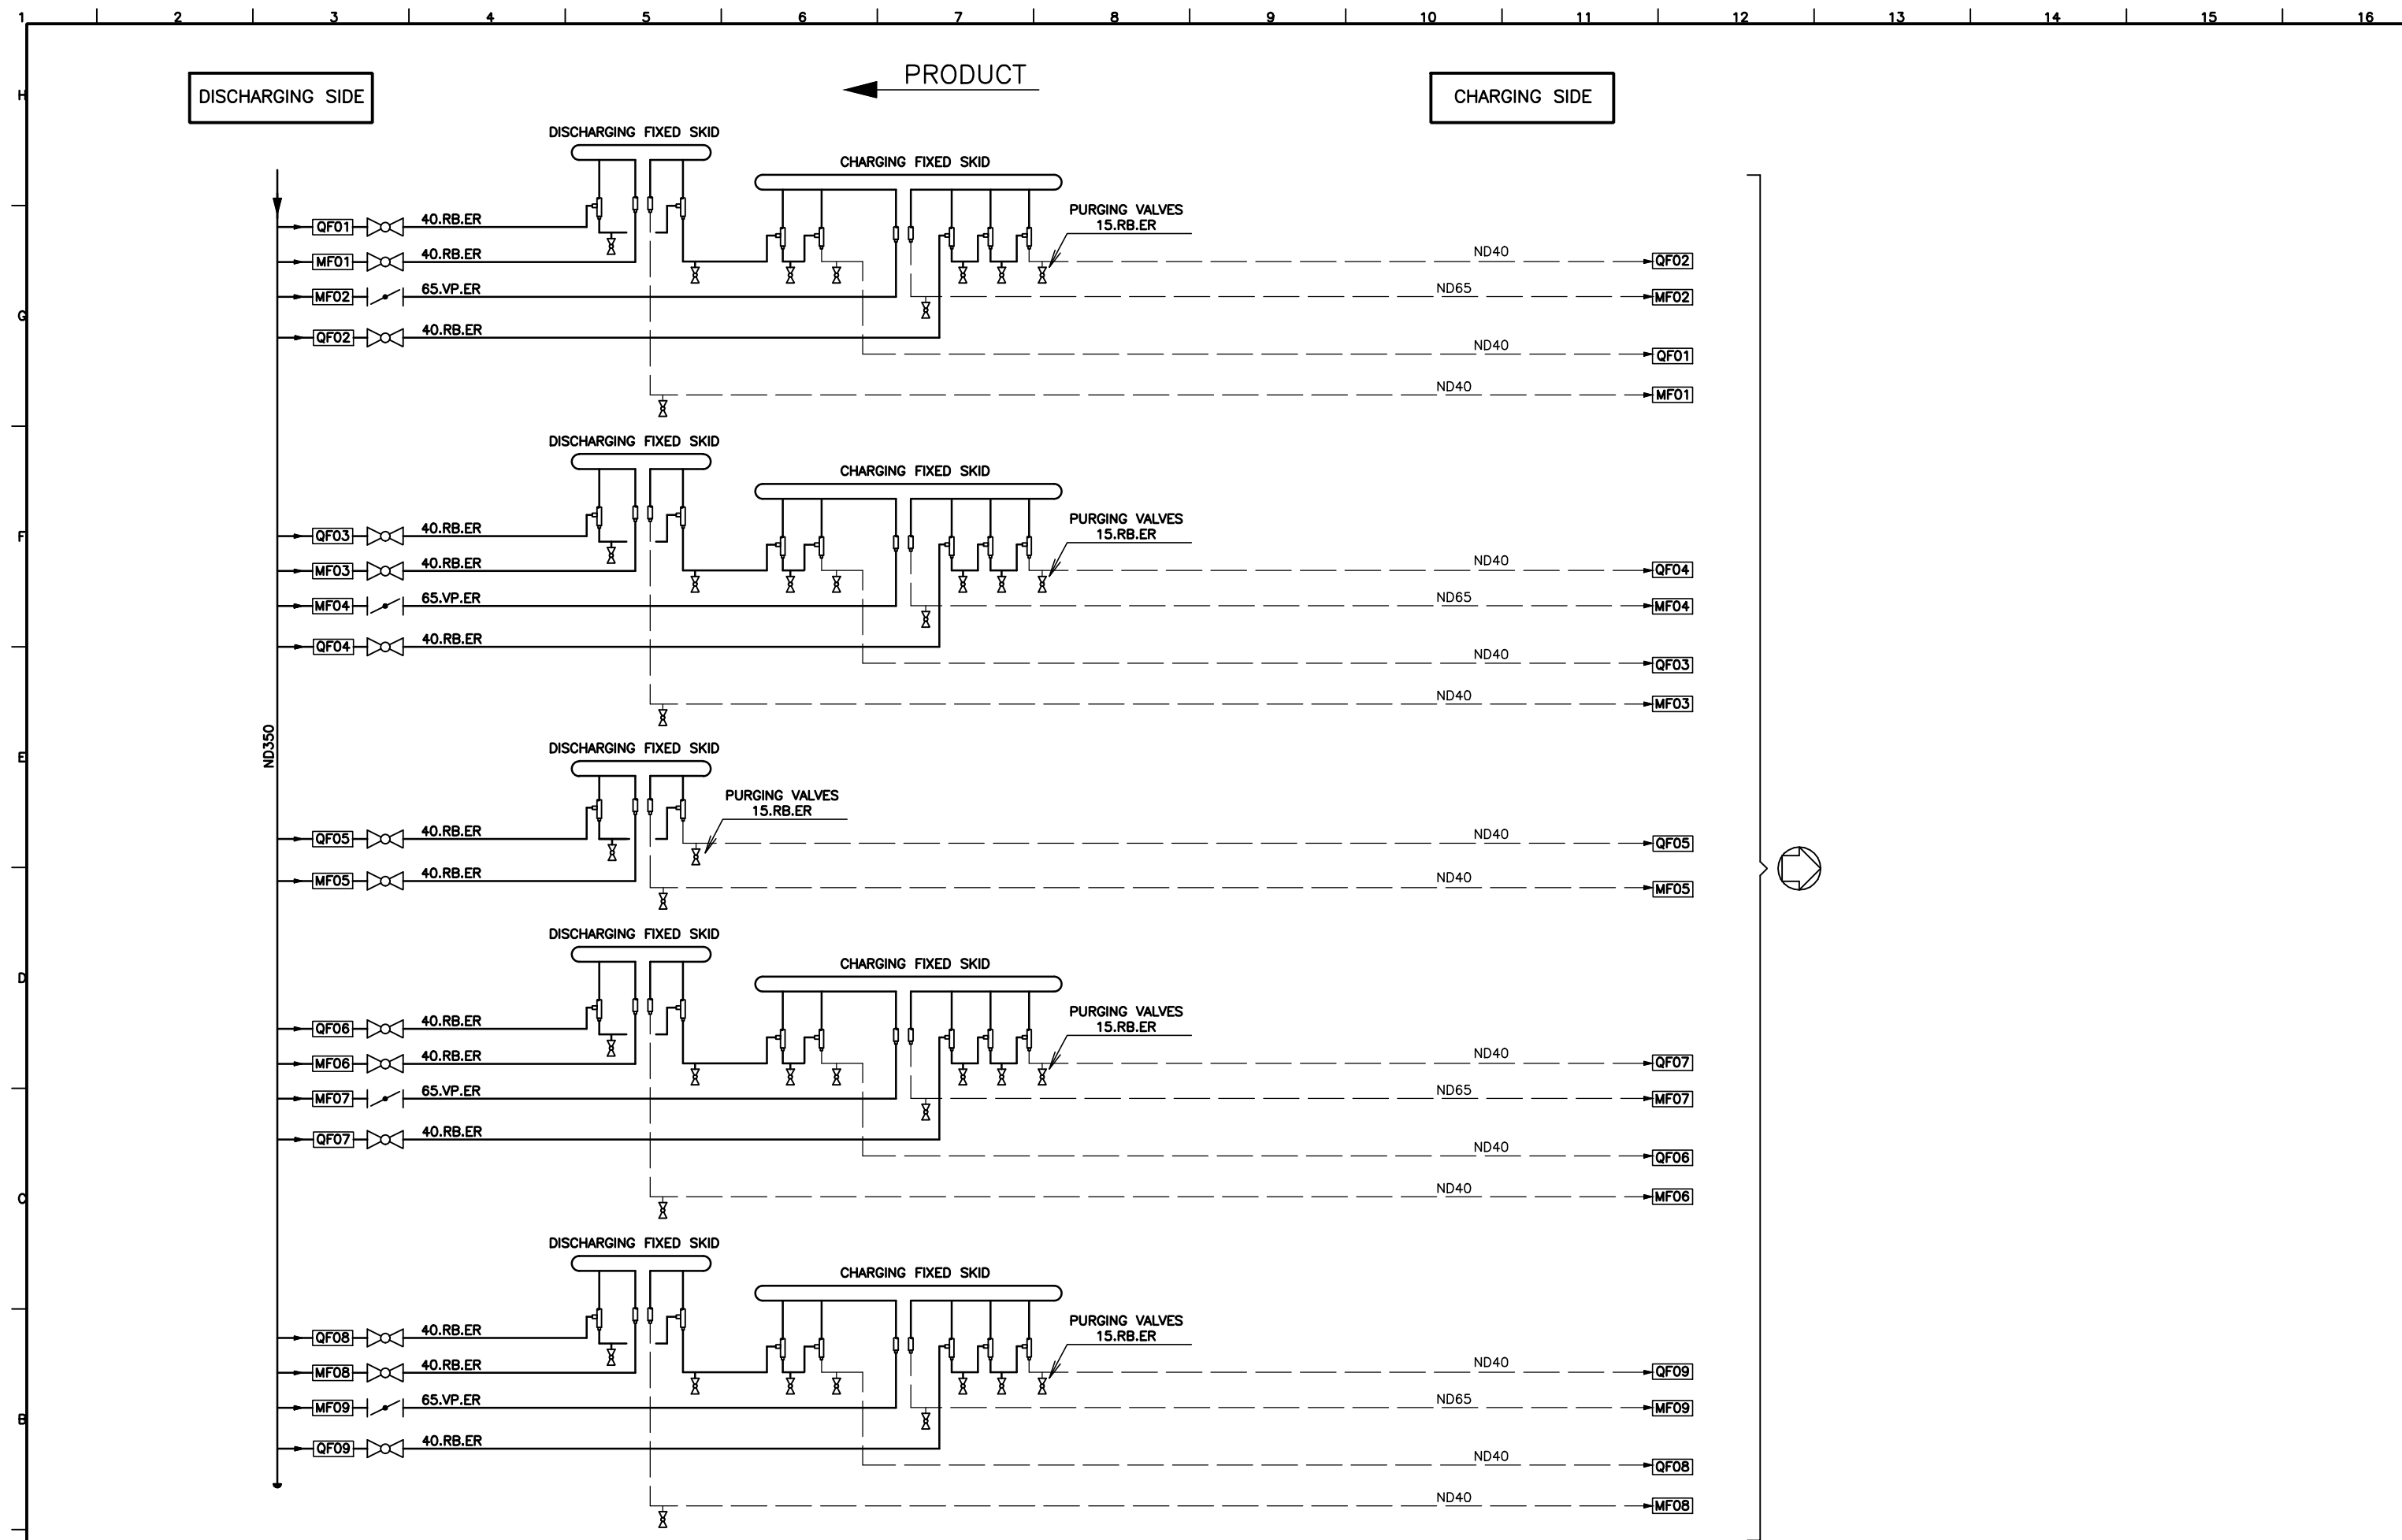 1 2 3 4 5 6 7 8 9 10 11 12 13 14 15 16
PRODUCT
DISCHARGING SIDE
CHARGING SIDE
H
DISCHARGING FIXED SKID
CHARGING FIXED SKID
PURGING VALVES
15.RB.ER
QF01 40.RB.ER
MF01 40.RB.ER ND40 QF02
MF02 65.VP.ER ND65 MF02
G
QF02 40.RB.ER
ND40 QF01
ND40 MF01
DISCHARGING FIXED SKID
CHARGING FIXED SKID
PURGING VALVES
15.RB.ER
F
QF03 40.RB.ER
MF03 40.RB.ER ND40 QF04
MF04 65.VP.ER ND65 MF04
QF04 40.RB.ER
ND40 QF03
ND40 MF03
ND350
E
DISCHARGING FIXED SKID
PURGING VALVES
15.RB.ER
QF05 40.RB.ER ND40 QF05
MF05 40.RB.ER ND40 MF05
DISCHARGING FIXED SKID
CHARGING FIXED SKID
D
PURGING VALVES
15.RB.ER
QF06 40.RB.ER
MF06 40.RB.ER ND40 QF07
MF07 65.VP.ER ND65 MF07
QF07 40.RB.ER
ND40 QF06
C
ND40 MF06
DISCHARGING FIXED SKID
CHARGING FIXED SKID
PURGING VALVES
15.RB.ER
QF08 40.RB.ER
MF08 40.RB.ER ND40 QF09
MF09 65.VP.ER ND65 MF09
B
QF09 40.RB.ER
ND40 QF08
ND40 MF08